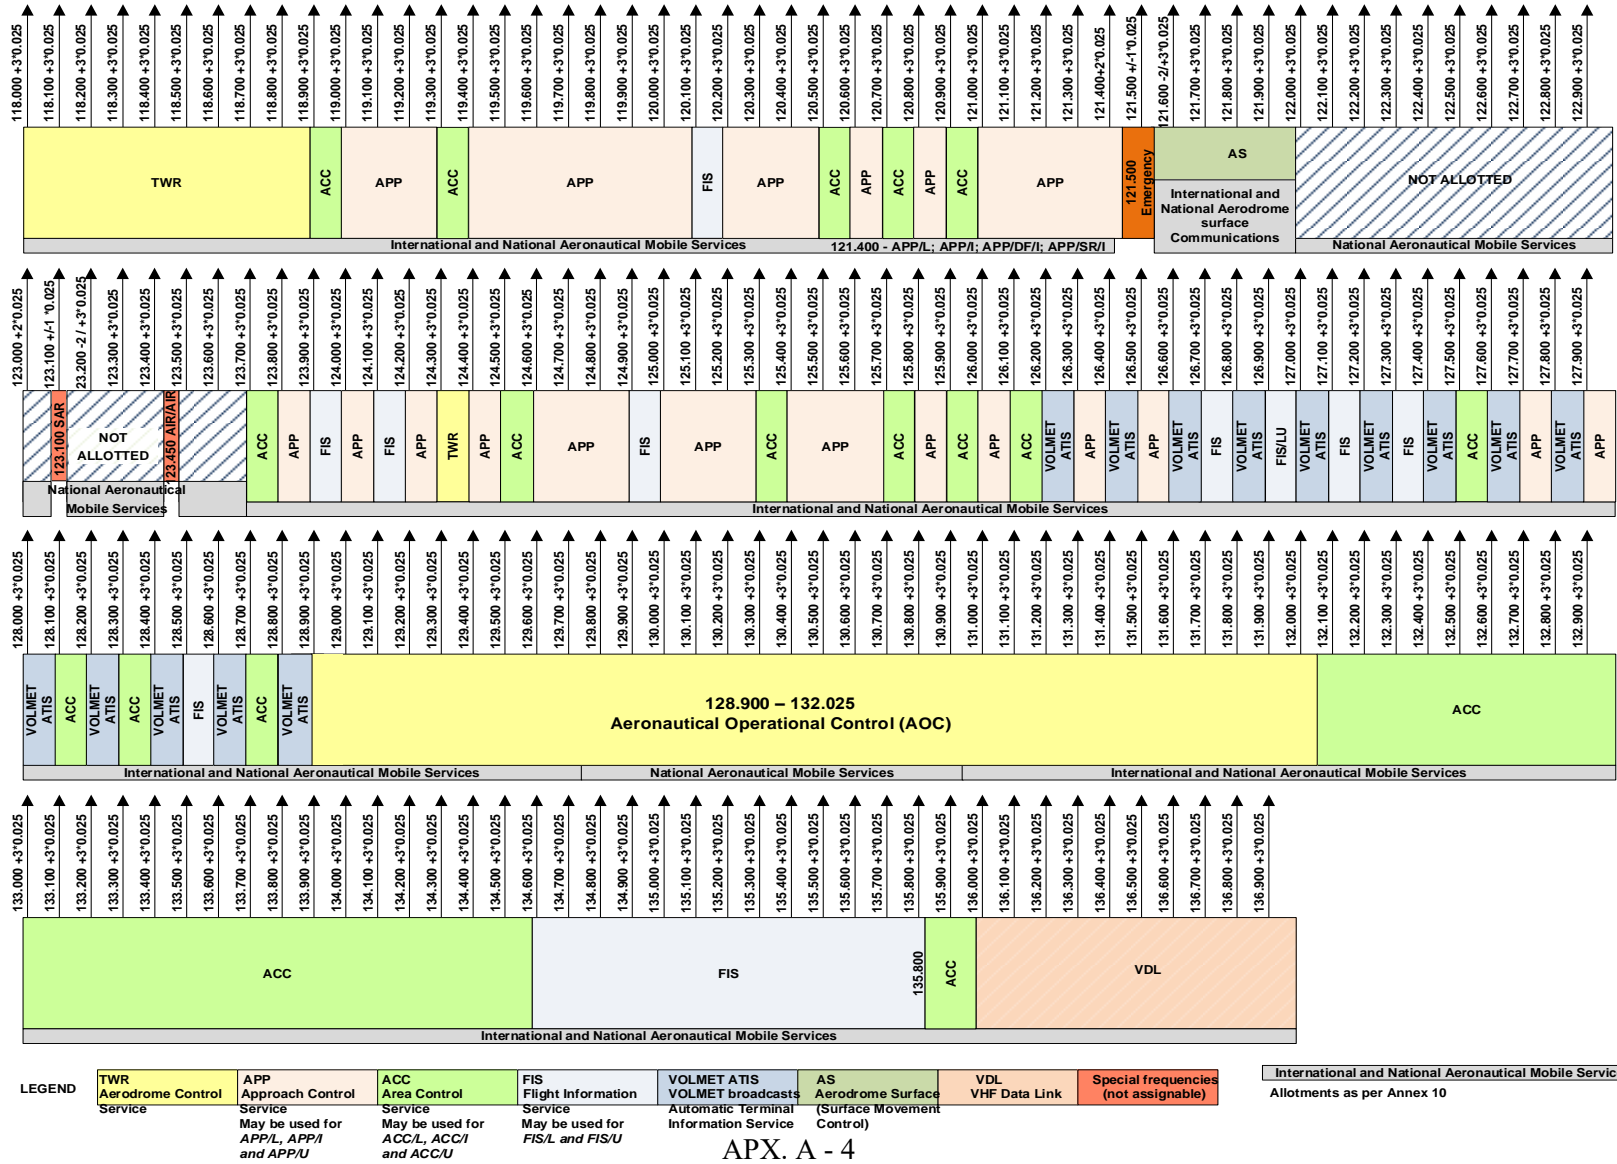 118.000 +3*0.025
118.100 +3*0.025
118.200 +3*0.025
118.300 +3*0.025
118.400 +3*0.025
118.500 +3*0.025
118.600 +3*0.025
118.700 +3*0.025
118.800 +3*0.025
118.900 +3*0.025
119.000 +3*0.025
119.100 +3*0.025
119.200 +3*0.025
119.300 +3*0.025
119.400 +3*0.025
119.500 +3*0.025
119.600 +3*0.025
119.700 +3*0.025
119.800 +3*0.025
119.900 +3*0.025
120.000 +3*0.025
120.100 +3*0.025
120.200 +3*0.025
120.300 +3*0.025
120.400 +3*0.025
120.500 +3*0.025
120.600 +3*0.025
120.700 +3*0.025
120.800 +3*0.025
120.900 +3*0.025
121.000 +3*0.025
121.100 +3*0.025
121.200 +3*0.025
121.300 +3*0.025
121.400+2*0.025
121.500 +/-1*0.025
121.600 -2/+3*0.025
121.700 +3*0.025
121.800 +3*0.025
121.900 +3*0.025
122.000 +3*0.025
122.100 +3*0.025
122.200 +3*0.025
122.300 +3*0.025
122.400 +3*0.025
122.500 +3*0.025
122.600 +3*0.025
122.700 +3*0.025
122.800 +3*0.025
122.900 +3*0.025
TWR
ACC
APP
ACC
APP
FIS
APP
ACC
APP
ACC
APP
ACC
APP
121.500
Emergency
AS
International and
National Aerodrome
surface
Communications
NOT ALLOTTED
International and National Aeronautical Mobile Services
121.400 - APP/L; APP/I; APP/DF/I; APP/SR/I
National Aeronautical Mobile Services
123.000 +2*0.025
123.100 +/-1 *0.025
23.200 -2 / +3*0.025
123.300 +3*0.025
123.400 +3*0.025
123.500 +3*0.025
123.600 +3*0.025
123.700 +3*0.025
123.800 +3*0.025
123.900 +3*0.025
124.000 +3*0.025
124.100 +3*0.025
124.200 +3*0.025
124.300 +3*0.025
124.400 +3*0.025
124.500 +3*0.025
124.600 +3*0.025
124.700 +3*0.025
124.800 +3*0.025
124.900 +3*0.025
125.000 +3*0.025
125.100 +3*0.025
125.200 +3*0.025
125.300 +3*0.025
125.400 +3*0.025
125.500 +3*0.025
125.600 +3*0.025
125.700 +3*0.025
125.800 +3*0.025
125.900 +3*0.025
126.000 +3*0.025
126.100 +3*0.025
126.200 +3*0.025
126.300 +3*0.025
126.400 +3*0.025
126.500 +3*0.025
126.600 +3*0.025
126.700 +3*0.025
126.800 +3*0.025
126.900 +3*0.025
127.000 +3*0.025
127.100 +3*0.025
127.200 +3*0.025
127.300 +3*0.025
127.400 +3*0.025
127.500 +3*0.025
127.600 +3*0.025
127.700 +3*0.025
127.800 +3*0.025
127.900 +3*0.025
123.100 SAR
NOT
ALLOTTED
123.450 AIR/AIR
ACC
APP
FIS
APP
FIS
APP
TWR
APP
ACC
APP
FIS
APP
ACC
APP
ACC
APP
ACC
APP
ACC
VOLMET
ATIS
APP
VOLMET
ATIS
APP
VOLMET
ATIS
FIS
VOLMET
ATIS
FIS/LU
VOLMET
ATIS
FIS
VOLMET
ATIS
FIS
VOLMET
ATIS
ACC
VOLMET
ATIS
APP
VOLMET
ATIS
APP
National Aeronautical
Mobile Services
International and National Aeronautical Mobile Services
128.000 +3*0.025
128.100 +3*0.025
128.200 +3*0.025
128.300 +3*0.025
128.400 +3*0.025
128.500 +3*0.025
128.600 +3*0.025
128.700 +3*0.025
128.800 +3*0.025
128.900 +3*0.025
129.000 +3*0.025
129.100 +3*0.025
129.200 +3*0.025
129.300 +3*0.025
129.400 +3*0.025
129.500 +3*0.025
129.600 +3*0.025
129.700 +3*0.025
129.800 +3*0.025
129.900 +3*0.025
130.000 +3*0.025
130.100 +3*0.025
130.200 +3*0.025
130.300 +3*0.025
130.400 +3*0.025
130.500 +3*0.025
130.600 +3*0.025
130.700 +3*0.025
130.800 +3*0.025
130.900 +3*0.025
131.000 +3*0.025
131.100 +3*0.025
131.200 +3*0.025
131.300 +3*0.025
131.400 +3*0.025
131.500 +3*0.025
131.600 +3*0.025
131.700 +3*0.025
131.800 +3*0.025
131.900 +3*0.025
132.000 +3*0.025
132.100 +3*0.025
132.200 +3*0.025
132.300 +3*0.025
132.400 +3*0.025
132.500 +3*0.025
132.600 +3*0.025
132.700 +3*0.025
132.800 +3*0.025
132.900 +3*0.025
VOLMET
ATIS
ACC
VOLMET
ATIS
ACC
VOLMET
ATIS
FIS
VOLMET
ATIS
ACC
VOLMET
ATIS
128.900 – 132.025
Aeronautical Operational Control (AOC)
ACC
International and National Aeronautical Mobile Services
National Aeronautical Mobile Services
International and National Aeronautical Mobile Services
133.000 +3*0.025
133.100 +3*0.025
133.200 +3*0.025
133.300 +3*0.025
133.400 +3*0.025
133.500 +3*0.025
133.600 +3*0.025
133.700 +3*0.025
133.800 +3*0.025
133.900 +3*0.025
134.000 +3*0.025
134.100 +3*0.025
134.200 +3*0.025
134.300 +3*0.025
134.400 +3*0.025
134.500 +3*0.025
134.600 +3*0.025
134.700 +3*0.025
134.800 +3*0.025
134.900 +3*0.025
135.000 +3*0.025
135.100 +3*0.025
135.200 +3*0.025
135.300 +3*0.025
135.400 +3*0.025
135.500 +3*0.025
135.600 +3*0.025
135.700 +3*0.025
135.800 +3*0.025
135.900 +3*0.025
136.000 +3*0.025
136.100 +3*0.025
136.200 +3*0.025
136.300 +3*0.025
136.400 +3*0.025
136.500 +3*0.025
136.600 +3*0.025
136.700 +3*0.025
136.800 +3*0.025
136.900 +3*0.025
ACC
FIS
135.800
ACC
VDL
International and National Aeronautical Mobile Services
LEGEND
TWR
Aerodrome Control
Service
APP
Approach Control
Service
May be used for
APP/L, APP/I
and APP/U
ACC
Area Control
Service
May be used for
ACC/L, ACC/I
and ACC/U
FIS
Flight Information
Service
May be used for
FIS/L and FIS/U
VOLMET ATIS
VOLMET broadcasts
Automatic Terminal
Information Service
AS
Aerodrome Surface
(Surface Movement
Control)
VDL
VHF Data Link
Special frequencies
(not assignable)
International and National Aeronautical Mobile Servic
Allotments as per Annex 10
APX. A - 4